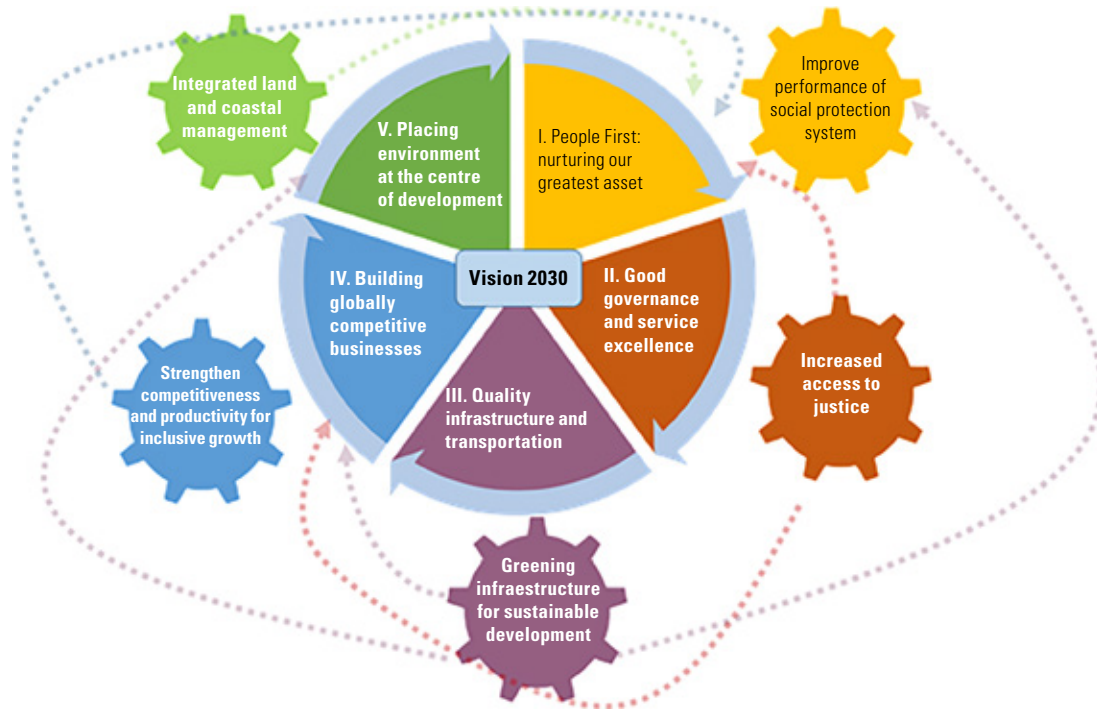 Integrated land
and coastal
management
Improve
performance of
social protection
system
V. Placing
environment
at the centre
of development
I. People First:
nurturing our
greatest asset
Vision 2030
IV. Building
globally
competitive
businesses
II. Good
governance
and service
excellence
III. Quality
infrastructure and
transportation
Strengthen
competitiveness
and productivity for
inclusive growth
Increased
access to
justice
Greening
infraestructure
for sustainable
development